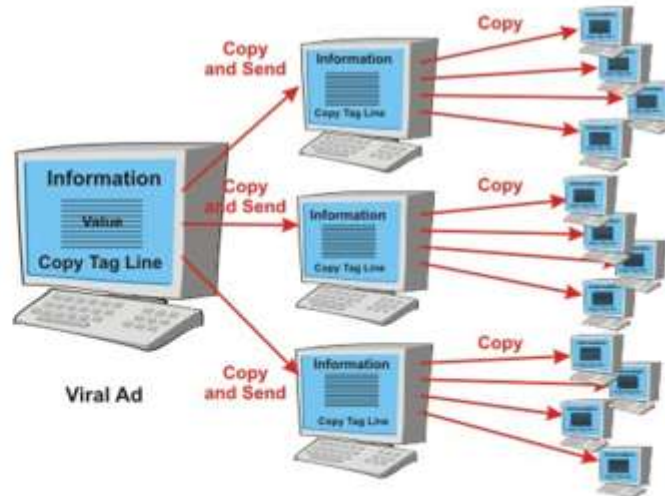 Copy
and Send
Information
Copy Tag Line
Copy
Information
Value
Copy Tag Line
Viral Ad
Copy
and Send
Information
Copy Tag Line
Copy
Copy
and Send
Information
Copy Tag Line
Copy